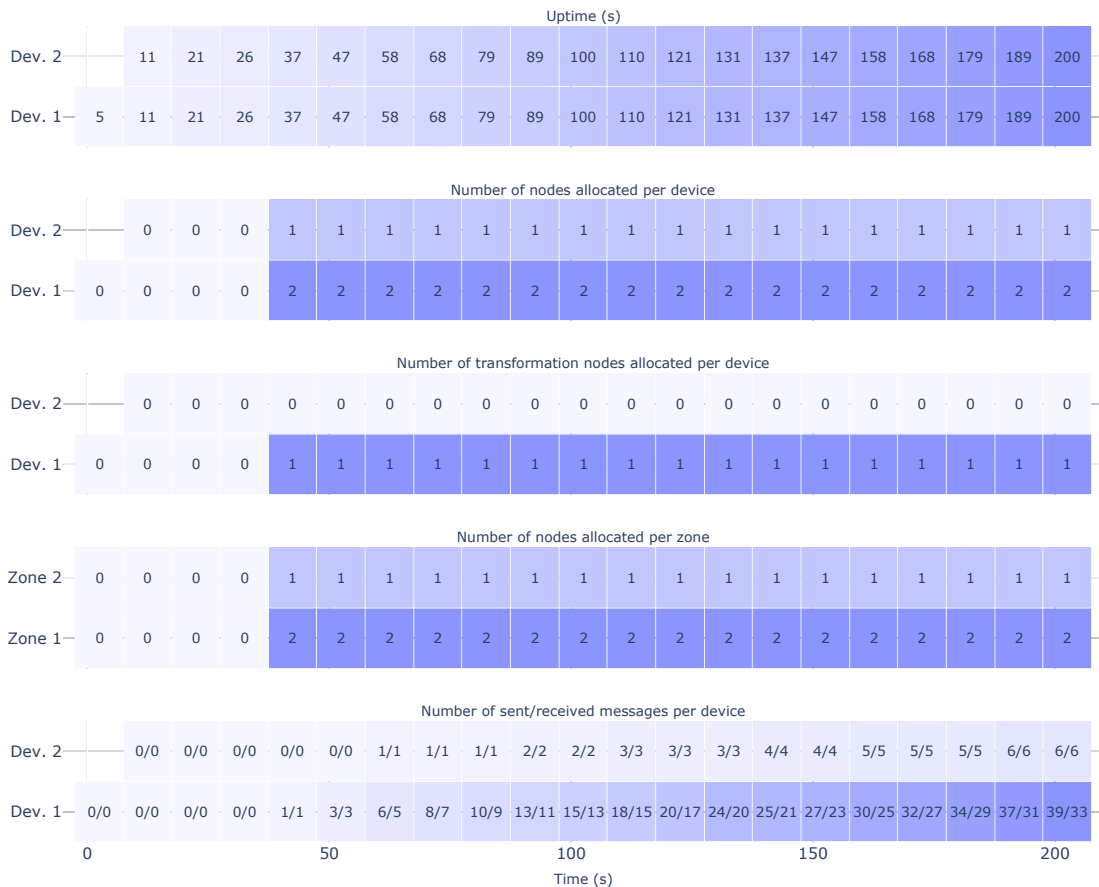 Uptime (s)
Dev. 2 11 21 26 37 47 58 68 79 89 100 110 121 131 137 147 158 168 179 189 200
Dev. 1 5 11 21 26 37 47 58 68 79 89 100 110 121 131 137 147 158 168 179 189 200
Number of nodes allocated per device
Dev. 2 0 0 0 1 1 1 1 1 1 1 1 1 1 1 1 1 1 1 1 1
Dev. 1 0 0 0 0 2 2 2 2 2 2 2 2 2 2 2 2 2 2 2 2 2
Number of transformation nodes allocated per device
Dev. 2 0 0 0 0 0 0 0 0 0 0 0 0 0 0 0 0 0 0 0 0
Dev. 1 0 0 0 0 1 1 1 1 1 1 1 1 1 1 1 1 1 1 1 1 1
Number of nodes allocated per zone
Zone 2 0 0 0 0 1 1 1 1 1 1 1 1 1 1 1 1 1 1 1 1 1
Zone 1 0 0 0 0 2 2 2 2 2 2 2 2 2 2 2 2 2 2 2 2 2
Number of sent/received messages per device
Dev. 2 0/0 0/0 0/0 0/0 0/0 1/1 1/1 1/1 2/2 2/2 3/3 3/3 3/3 4/4 4/4 5/5 5/5 5/5 6/6 6/6
Dev. 1 0/0 0/0 0/0 0/0 1/1 3/3 6/5 8/7 10/9 13/11 15/13 18/15 20/17 24/20 25/21 27/23 30/25 32/27 34/29 37/31 39/33
0 50 100 150 200
Time (s)